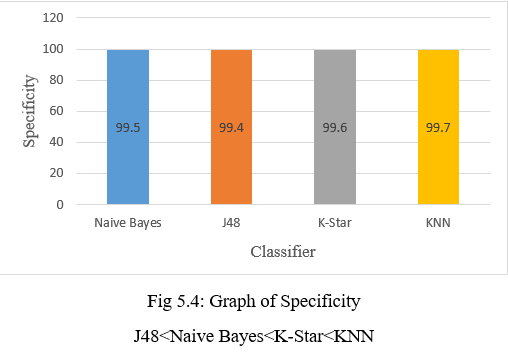 120
100
80
60
40
20
0
Specificity
99.5
99.4
99.6
99.7
Naive Bayes
J48
K-Star
KNN
Classifier
Fig 5.4: Graph of Specificity
J48<Naive Bayes<K-Star<KNN